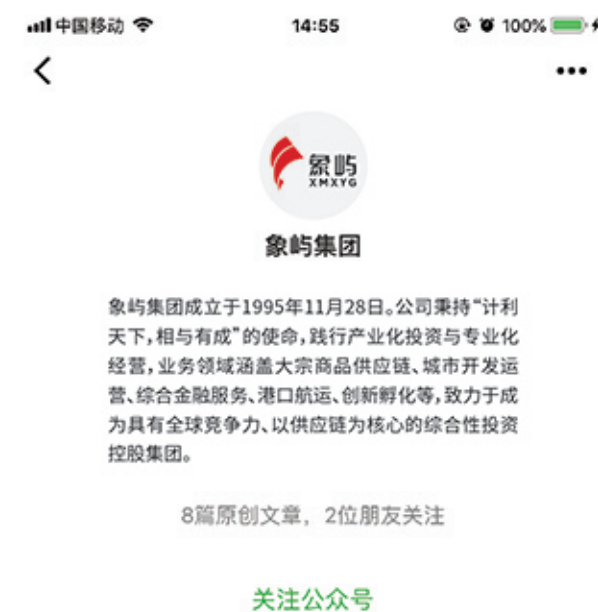 中国移动 14:55 100%
象屿
XMXYG
象屿集团
象屿集团成立于1995年11月28日。公司秉持“计利
天下,相与有成”的使命,践行产业化投资与专业化
经营,业务领域涵盖大宗商品供应链、城市开发运
营、综合金融服务、港口航运、创新孵化等,致力于成
为具有全球竞争力、以供应链为核心的综合性投资
控股集团。
8篇原创文章，2位朋友关注
关注公众号